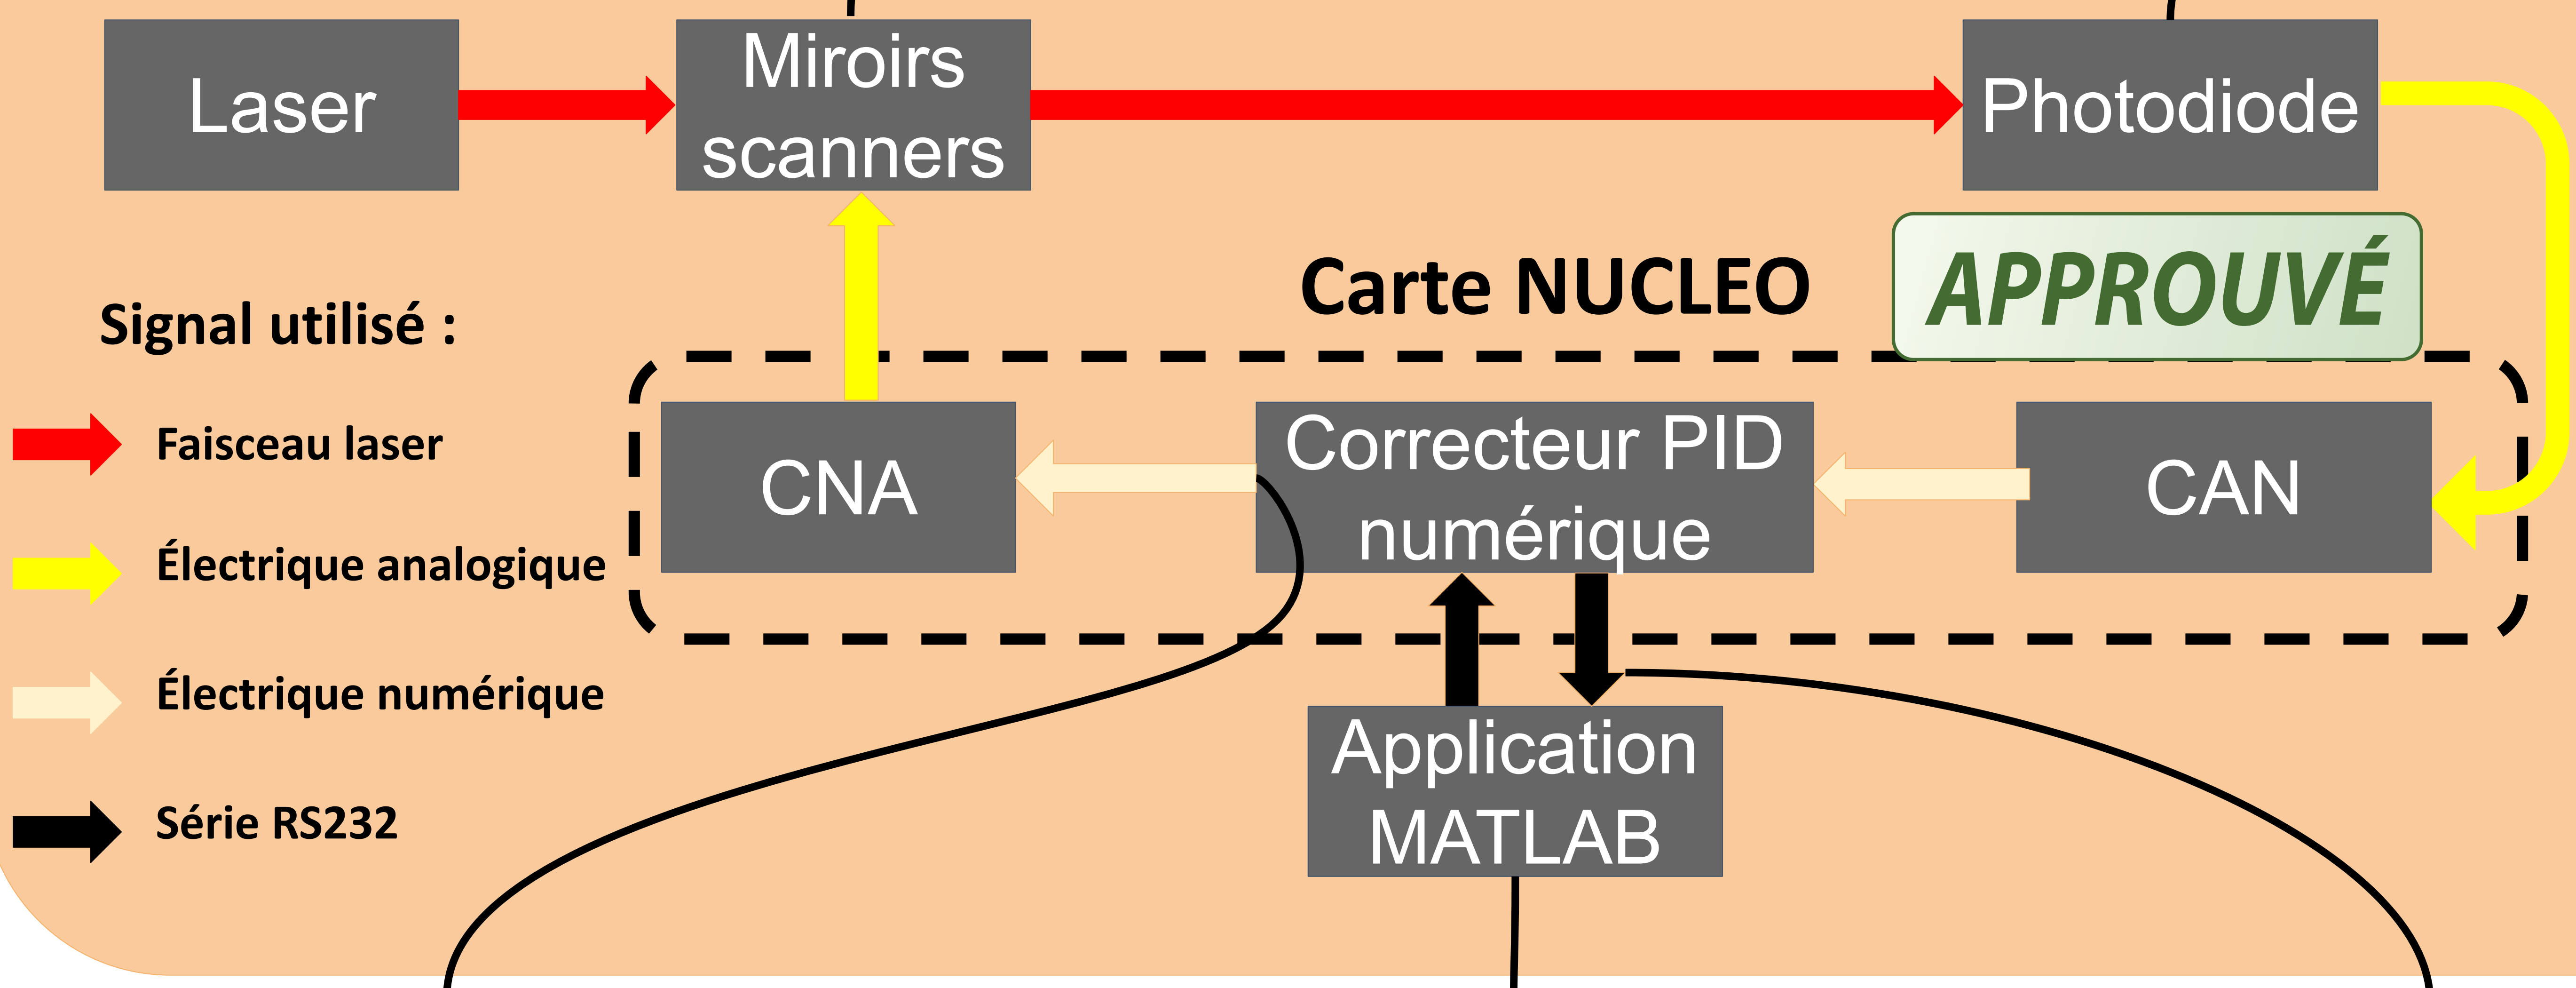 Laser
Miroirs
scanners
Photodiode
APPROUVÉ
Carte NUCLEO
Signal utilisé :
Faisceau laser
Électrique analogique
Électrique numérique
Série RS232
CNA
Correcteur PID
numérique
CAN
Application
MATLAB